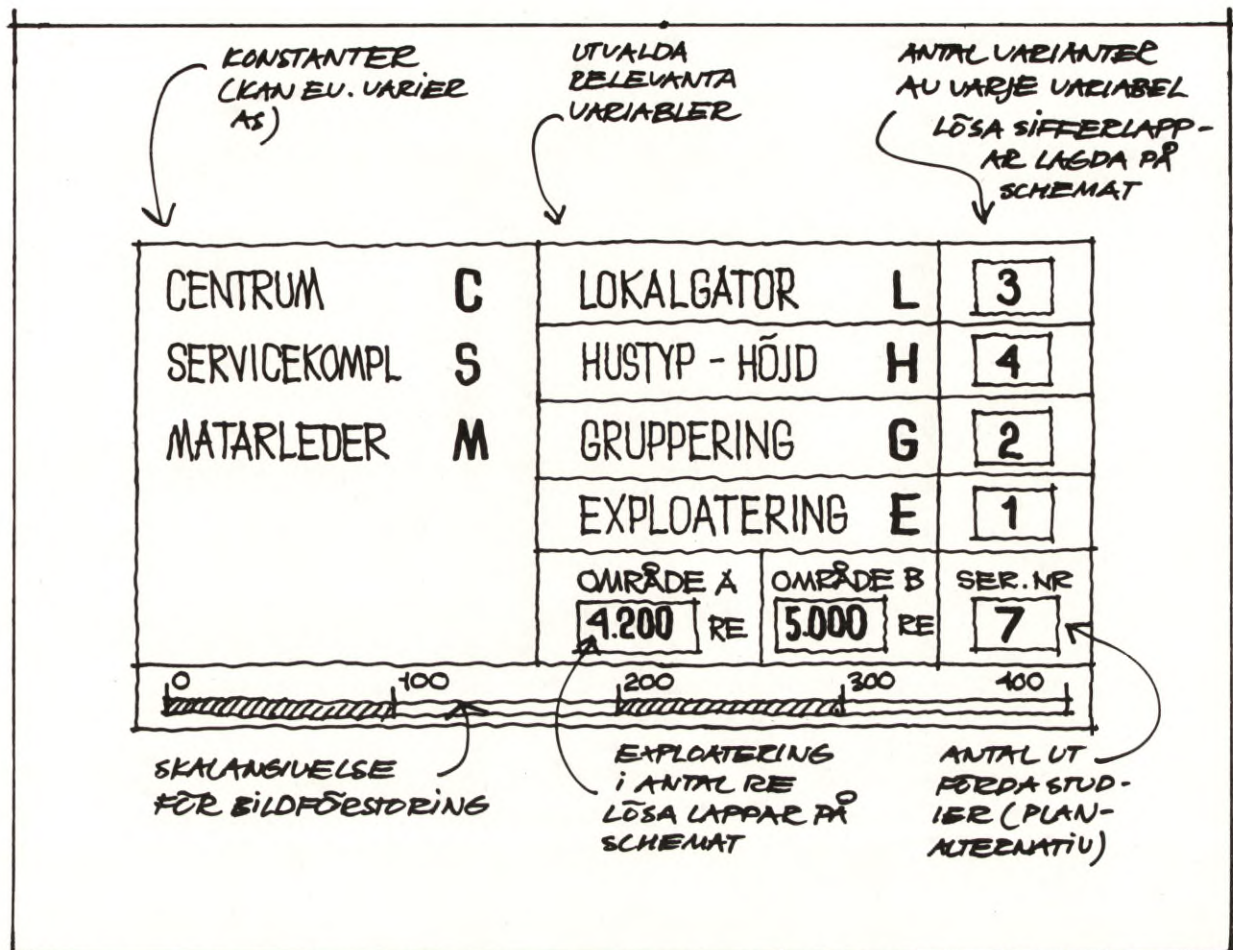 KONSTANTER
(KAN EV. VARIER
AS)
UTVALDA
RELEVANTA
VARIABLER
ANTAL VARIANTER
AV VARJE VARIABEL
LÖSA SIFFERLAPP-
AR LAGDA PÅ
SCHEMAT
CENTRUM C
SERVICEKOMPL S
MATARLEDER M
LOKALGATOR L 3
HUSTYP - HÖJD H 4
GRUPPERING G 2
EXPLOATERING E 1
OMRÅDE A
4.200 RE
OMRÅDE B
5.000 RE
SER.NR
7
0 100 200 300 400
SKALANGIVELSE
FÖR BILDFÖRSTORING
EXPLOATERING
I ANTAL RE
LÖSA LAPPAR PÅ
SCHEMAT
ANTAL UT
FÖRDA STUD-
IER (PLAN-
ALTERNATIV)